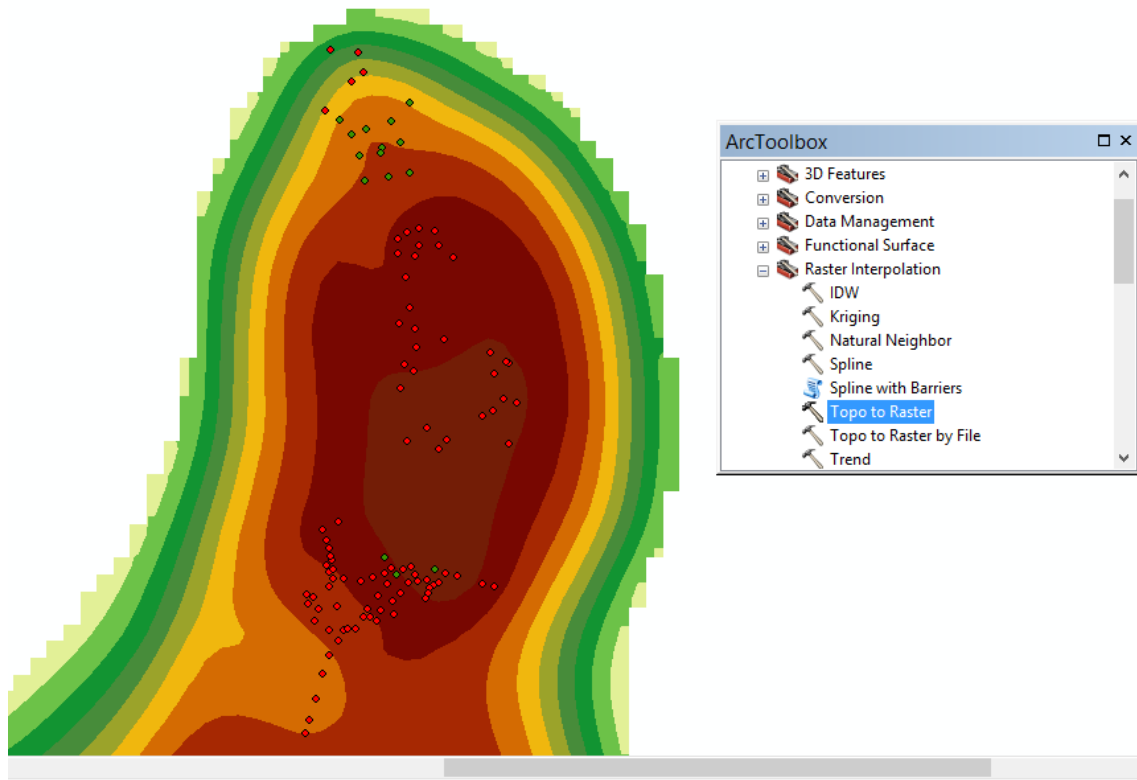 ArcToolbox
3D Features
Conversion
Data Management
Functional Surface
Raster Interpolation
IDW
Kriging
Natural Neighbor
Spline
Spline with Barriers
Topo to Raster
Topo to Raster by File
Trend